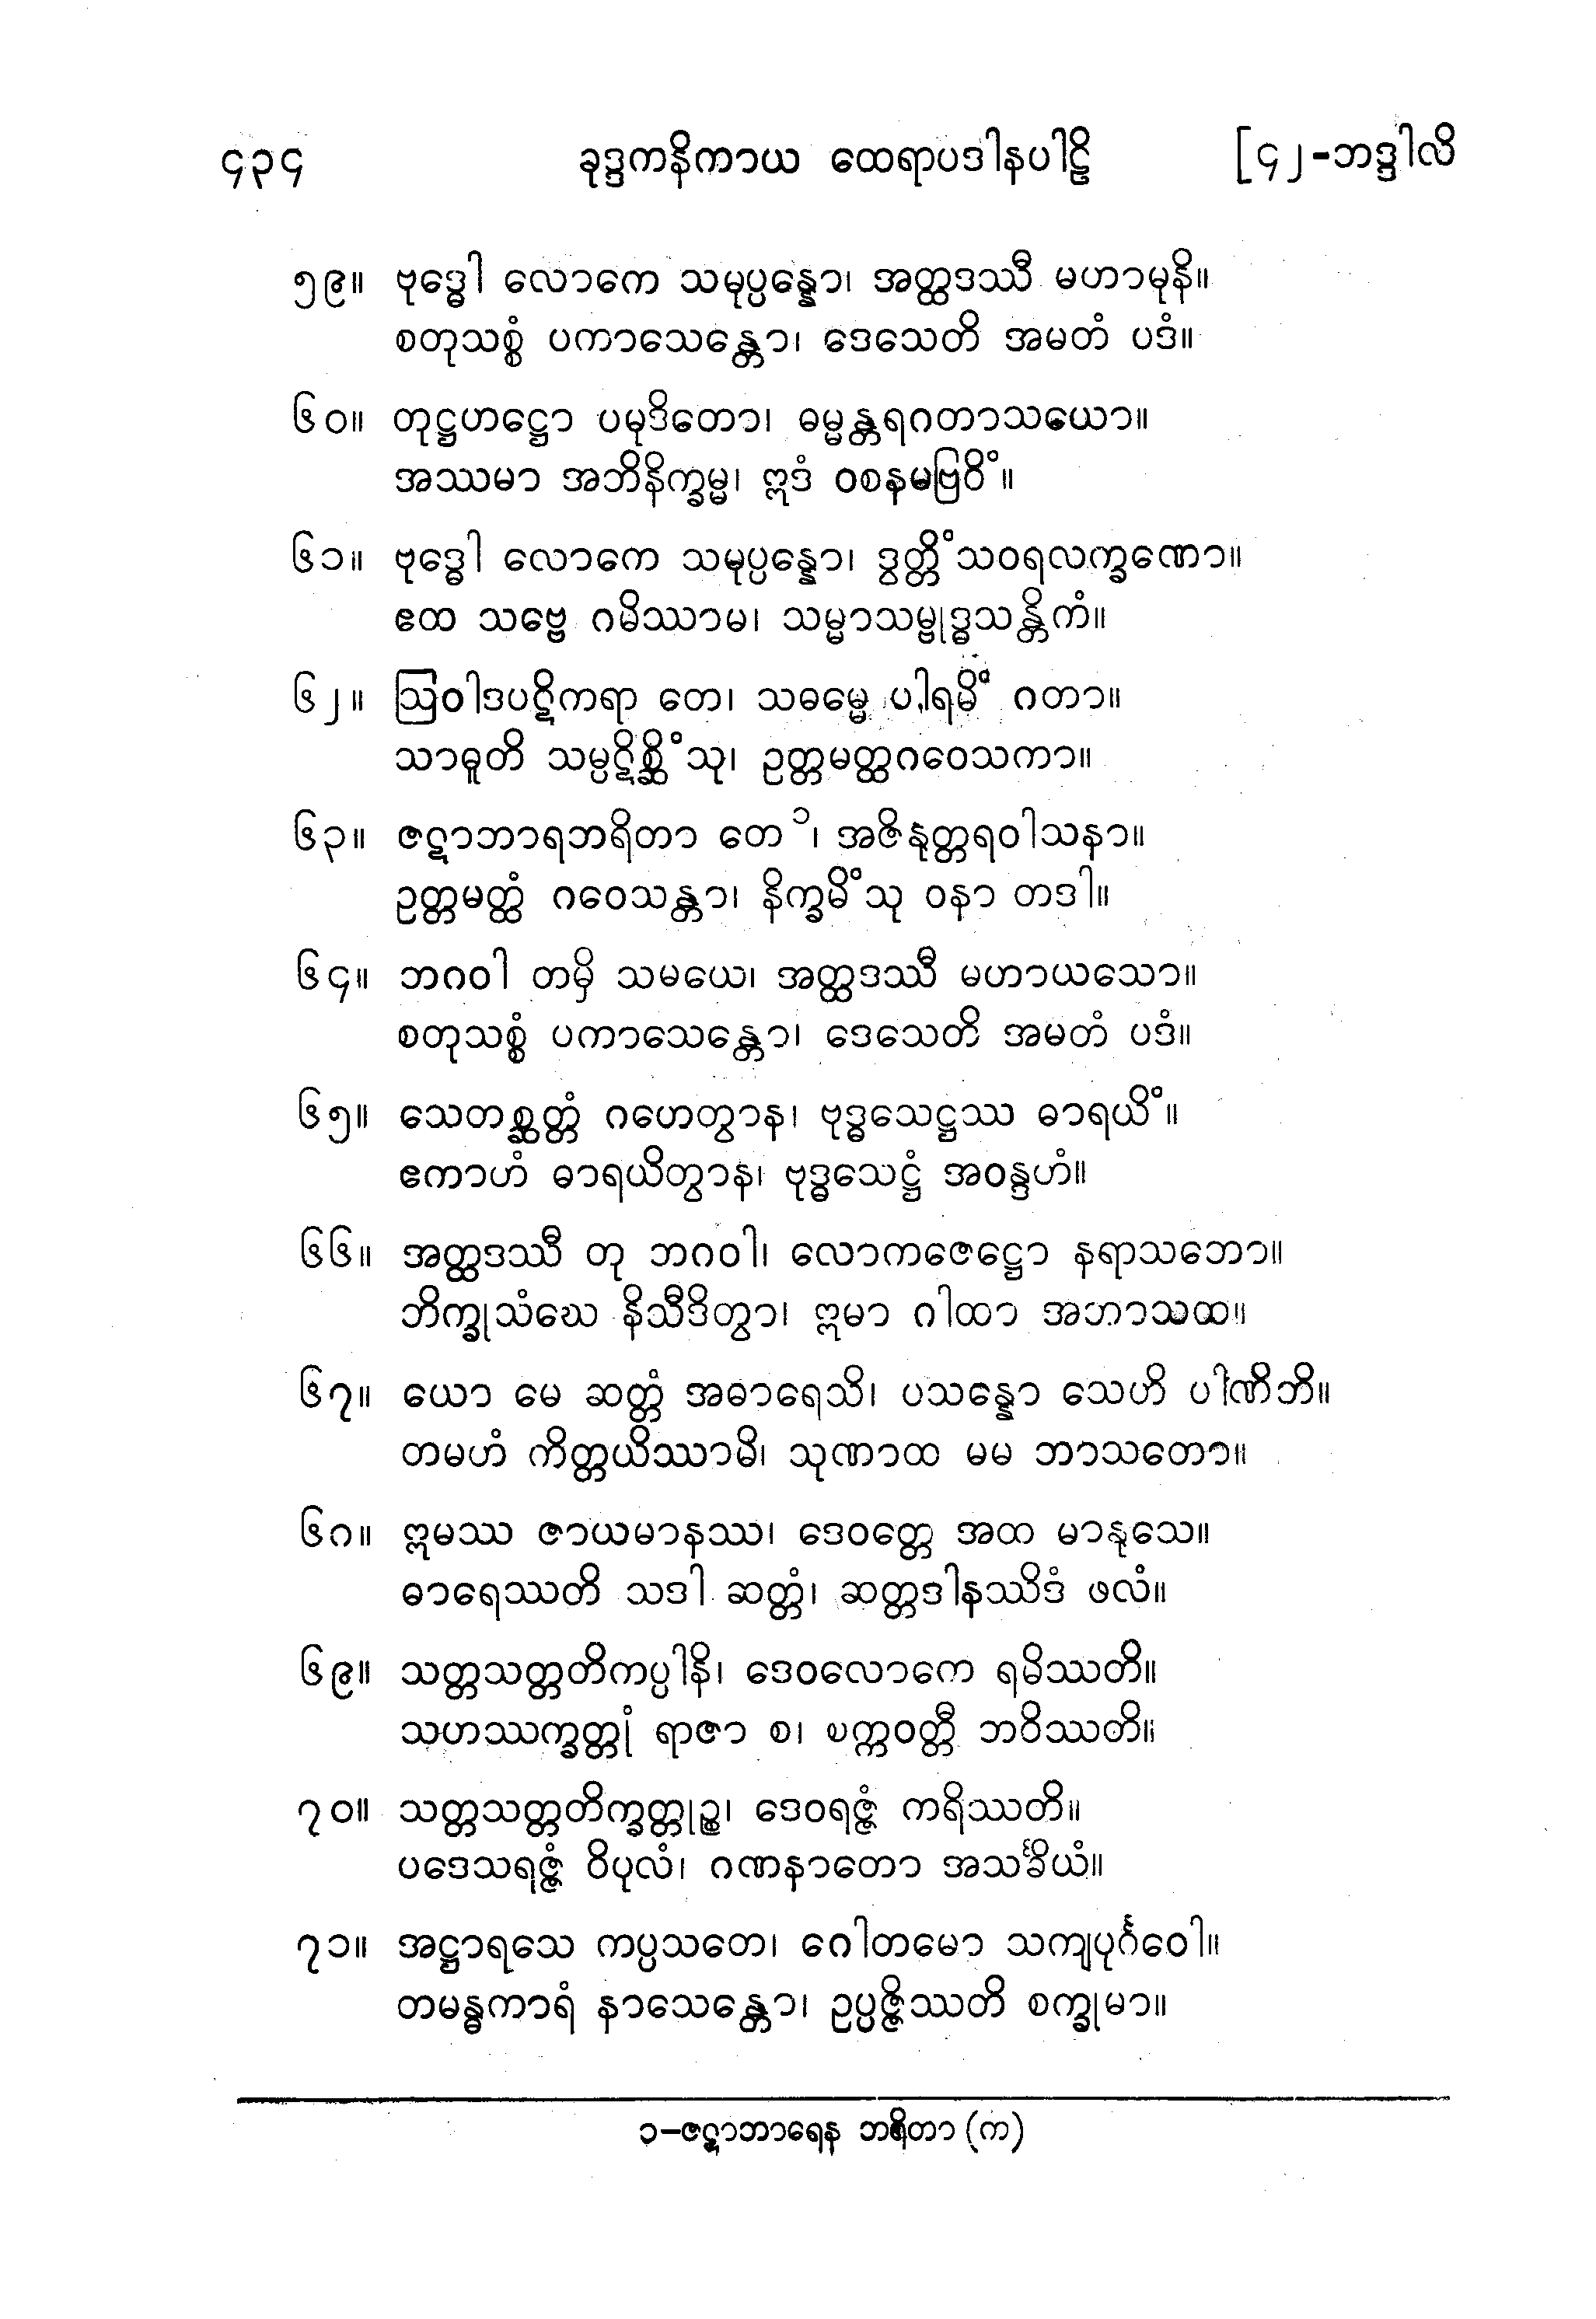 ၄၃၄ ခုဒ္ဒကနိကာယ ထေရာပဒါနပါဠိ [၄၂-ဘဒ္ဒါလိ
၅၉။ ဗုဒ္ဓေါ လောကေ သမုပ္ပန္နော၊ အတ္ထဒဿီ မဟာမုနိ။
စတုသစ္စံ ပကာသေန္တော၊ ဒေသေတိ အမတံ ပဒံ။
၆၀။ တုဋ္ဌဟဋ္ဌော ပမုဒိတော၊ ဓမ္မန္တရဂတာသယော။
အဿမာ အဘိနိက္ခမ္မ၊ ဣဒံ ဝစနမဗြဝိံ။
၆၁။ ဗုဒ္ဓေါ လောကေ သမုပ္ပန္နော၊ ဒွတ္တိံသဝရလက္ခဏော။
ဧထ သဗ္ဗေ ဂမိဿာမ၊ သမ္မာသမ္ဗုဒ္ဓသန္တိကံ။
၆၂။ ဩဝါဒပဋိကရာ တေ၊ သဓမ္မေ ပါရမိံ ဂတာ။
သာဓူတိ သမ္ပဋိစ္ဆိံသု၊ ဥတ္တမတ္ထဂဝေသကာ။
၆၃။ ဇဋာဘာရဘရိတာ တေ ၁၊ အဇိနုတ္တရဝါသနာ။
ဥတ္တမတ္ထံ ဂဝေသန္တာ၊ နိက္ခမိံသု ဝနာ တဒါ။
၆၄။ ဘဂဝါ တမှိ သမယေ၊ အတ္ထဒဿီ မဟာယသော။
စတုသစ္စံ ပကာသေန္တော၊ ဒေသေတိ အမတံ ပဒံ။
၆၅။ သေတစ္ဆတ္တံ ဂဟေတွာန၊ ဗုဒ္ဓသေဋ္ဌဿ ဓာရယိံ။
ဧကာဟံ ဓာရယိတွာန၊ ဗုဒ္ဓသေဋ္ဌံ အဝန္ဒဟံ။
၆၆။ အတ္ထဒဿီ တု ဘဂဝါ၊ လောကဇေဋ္ဌော နရာသဘော။
ဘိက္ခုသံဃေ နိသီဒိတွာ၊ ဣမာ ဂါထာ အဘာသထ။
၆၇။ ယော မေ ဆတ္တံ အဓာရေသိ၊ ပသန္နော သေဟိ ပါဏိဘိ။
တမဟံ ကိတ္တယိဿာမိ၊ သုဏာထ မမ ဘာသတော။
၆၈။ ဣမဿ ဇာယမာနဿ၊ ဒေဝတ္တေ အထ မာနုသေ။
ဓာရေဿတိ သဒါ ဆတ္တံ၊ ဆတ္တဒါနဿိဒံ ဖလံ။
၆၉။ သတ္တသတ္တတိကပ္ပါနိ၊ ဒေဝလောကေ ရမိဿတိ။
သဟဿက္ခတ္တုံ ရာဇာ စ၊ စက္ကဝတ္တီ ဘဝိဿတိ။
၇၀။ သတ္တသတ္တတိက္ခတ္တုဉ္စ၊ ဒေဝရဇ္ဇံ ကရိဿတိ။
ပဒေသရဇ္ဇံ ဝိပုလံ၊ ဂဏနာတော အသင်္ခိယံ။
၇၁။ အဋ္ဌာရသေ ကပ္ပသတေ၊ ဂေါတမော သကျပုင်္ဂဝေါ။
တမန္ဓကာရံ နာသေန္တော၊ ဥပ္ပဇ္ဇိဿတိ စက္ခုမာ။
၁-ဇဋာဘာရေန ဘရိတာ (က)